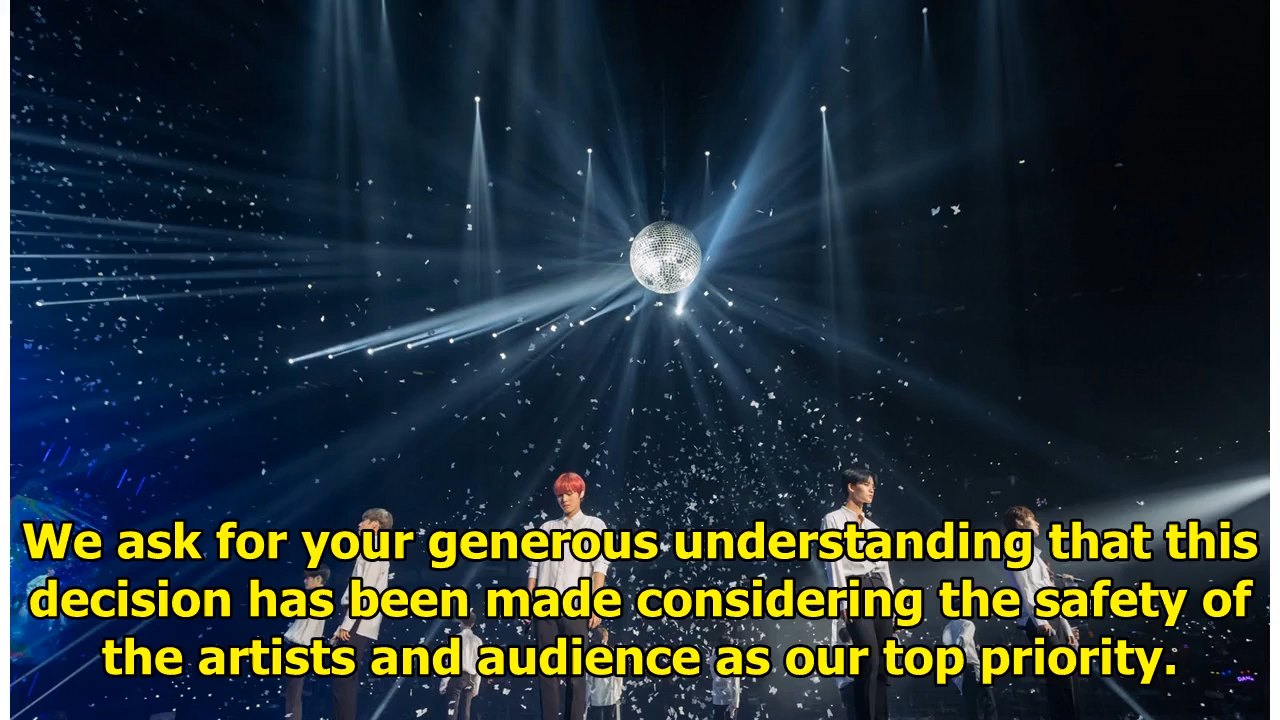 We ask for your generous understanding that this
decision has been made considering the safety of
the artists and audience as our top priority.